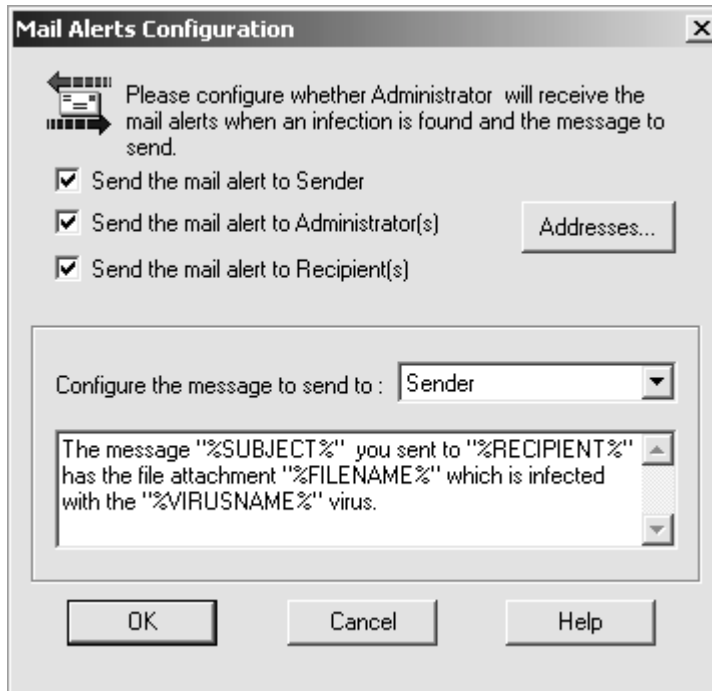 Mail Alerts Configuration
Please configure whether Administrator  will receive the
mail alerts when an infection is found and the message to
send.
Send the mail alert to Sender
Send the mail alert to Administrator(s)
Addresses...
Send the mail alert to Recipient(s)
Configure the message to send to :
Sender
The message "%SUBJECT%"  you sent to "%RECIPIENT%"
has the file attachment "%FILENAME%" which is infected
with the "%VIRUSNAME%" virus.
OK
Cancel
Help